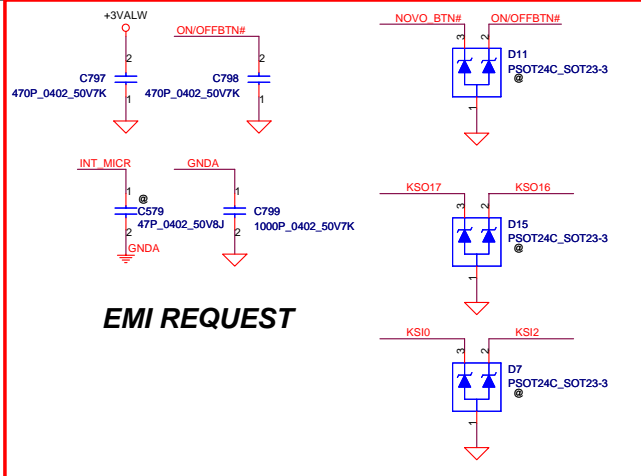 +3VALW
ON/OFFBTN#
2
C797
470P_0402_50V7K
1
2
C798
470P_0402_50V7K
1
INT_MICR
1
@
C579
47P_0402_50V8J
2
GNDA
GNDA
1
C799
1000P_0402_50V7K
2
EMI REQUEST
NOVO_BTN#
ON/OFFBTN#
3
2
D11
PSOT24C_SOT23-3
@
1
KSO17
KSO16
3
2
D15
PSOT24C_SOT23-3
@
1
KSI0
KSI2
3
2
D7
PSOT24C_SOT23-3
@
1